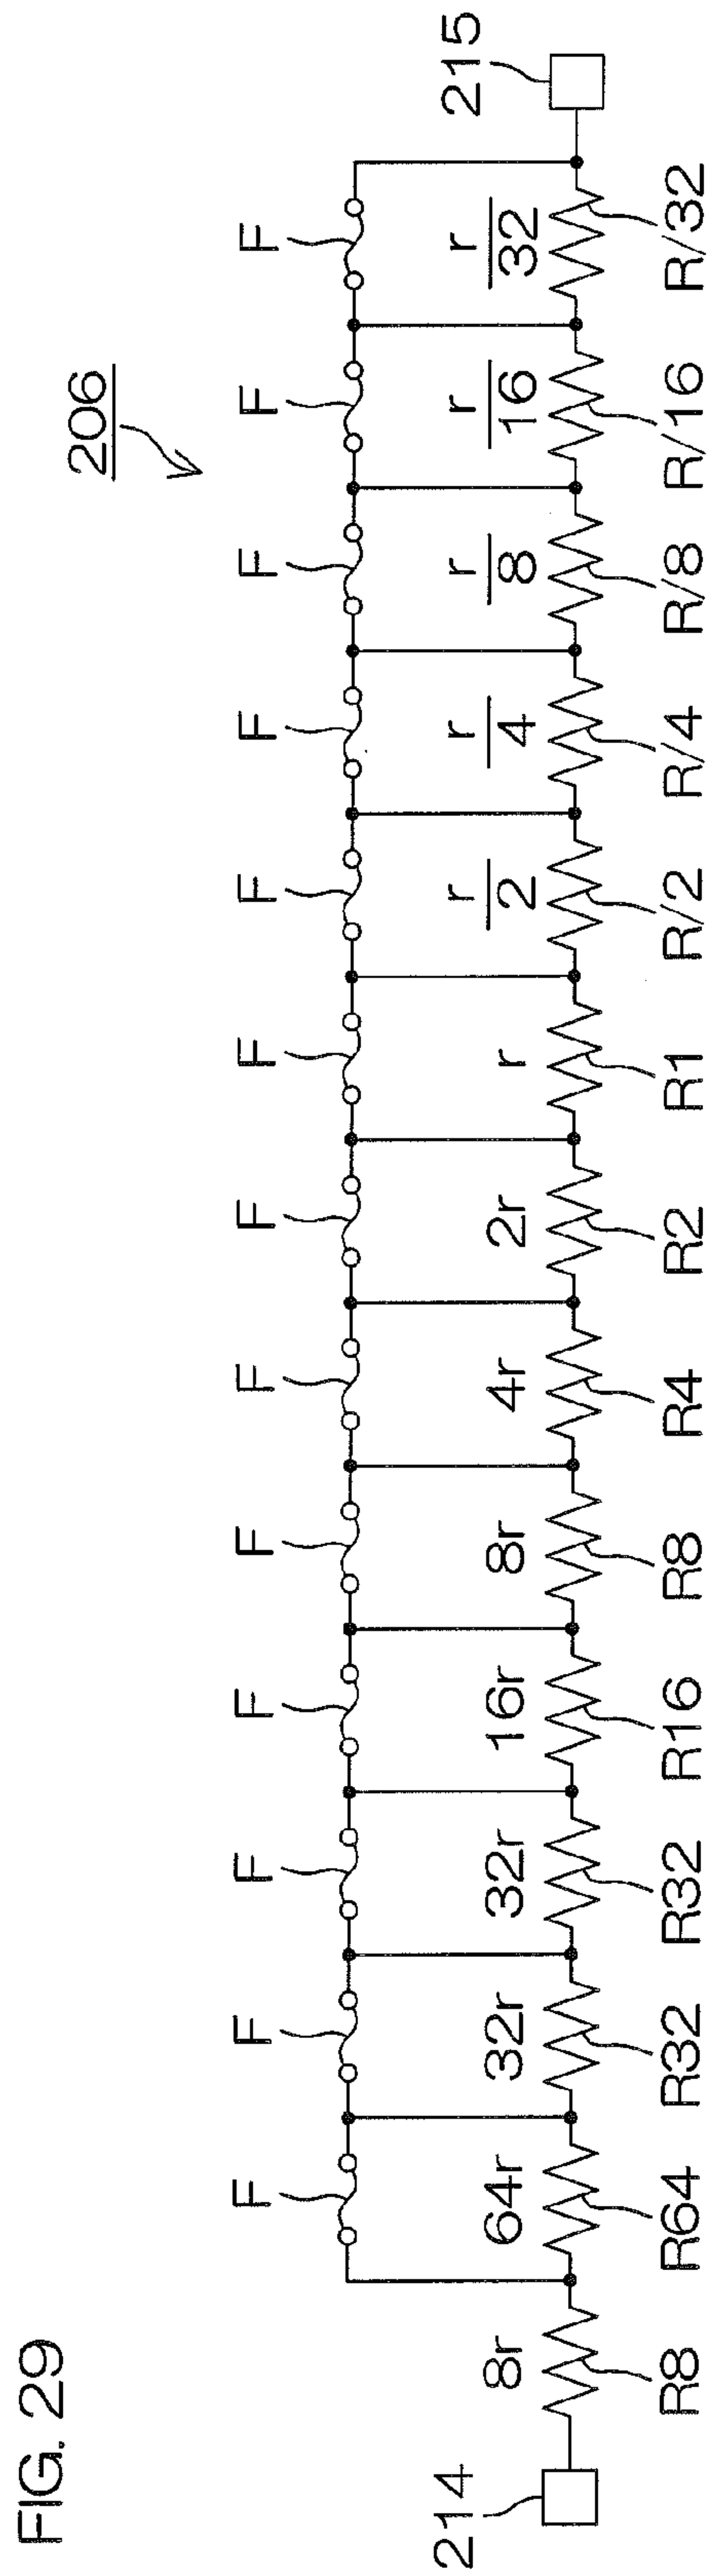 FIG. 29
206
F F F F F F F F F F F F F
214
8r 64r 32r 32r 16r 8r 4r 2r r r/2 r/4 r/8 r/16 r/32
215
R8 R64 R32 R32 R16 R8 R4 R2 R1 R/2 R/4 R/8 R/16 R/32